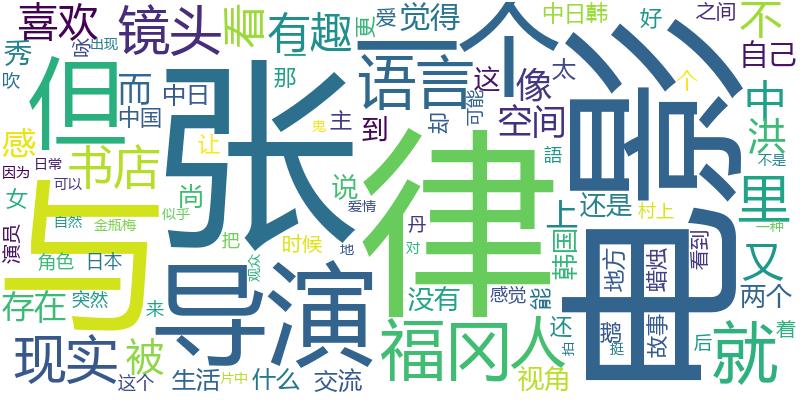 喜欢
镜头
看
有趣
爱
觉得
更
一个
中日韩
好
之间
不
秀
吹
咏
出现
但
而
中日
中国
那
语言
这
像
太
可能
却
空间
电影
个
自己
中
洪
不是
感
因为
日常
可以
书店
让
鬼
主
到
张
律
女
与
尚
说
爱情
丹
对
地
语
能
上
韩国
还是
村上
里
一种
自然
金瓶梅
似乎
演员
角色
日本
把
观众
时候
导演
没有
感觉
地方
蜡烛
看到
又
两个
存在
突然
来
福冈
人
还
拍
鹅
挺
故事
后
就
着
现实
被
这个
生活
片中
什么
交流
视角
語